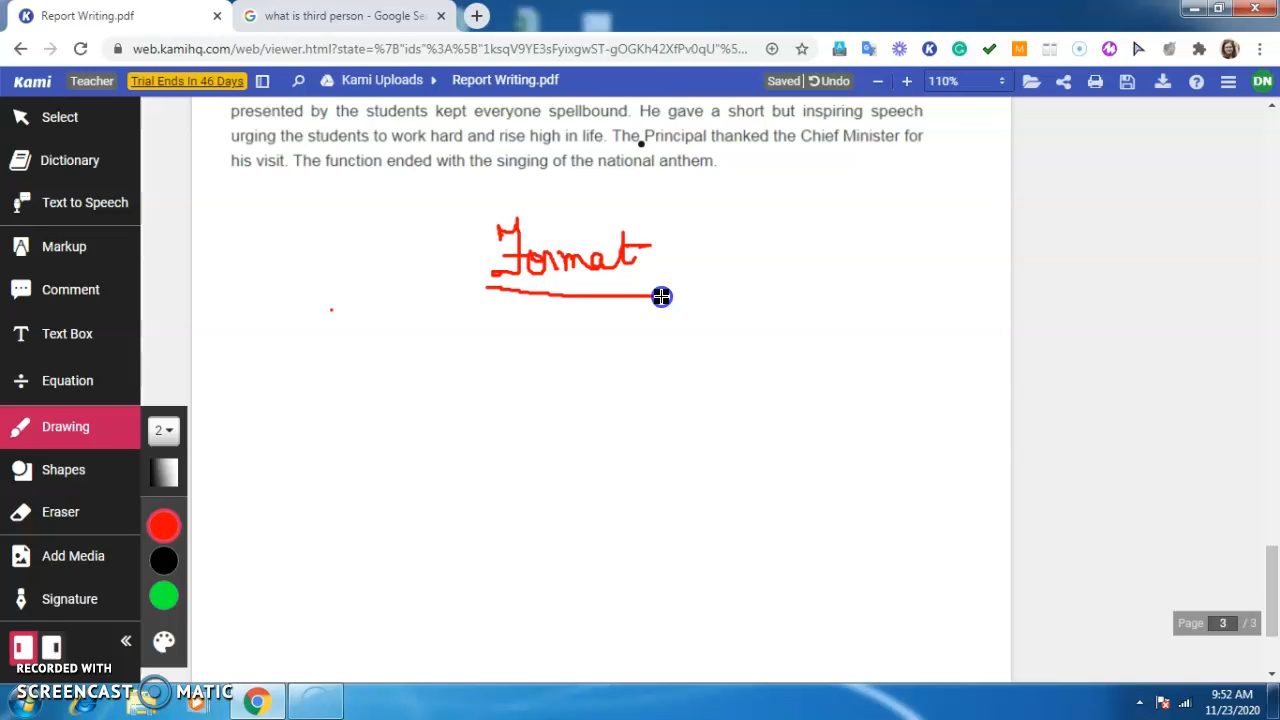 Report Writing.pdf
what is third person - Google Se
web.kamihq.com/web/viewer.html?state=%7B"ids"%3A%5B"1ksqV9YE3sFyixgwST-gOGKh42XfPv0qU"%...
Kami Teacher Trial Ends In 46 Days Kami Uploads Report Writing.pdf Saved Undo 110% DN
Select
Dictionary
Text to Speech
Markup
Comment
Text Box
Equation
Drawing
Shapes
Eraser
Add Media
Signature
2
presented by the students kept everyone spellbound. He gave a short but inspiring speech
urging the students to work hard and rise high in life. The Principal thanked the Chief Minister for
his visit. The function ended with the singing of the national anthem.
Format
Page 3 / 3
RECORDED WITH
SCREENCAST MATIC
9:52 AM
11/23/2020